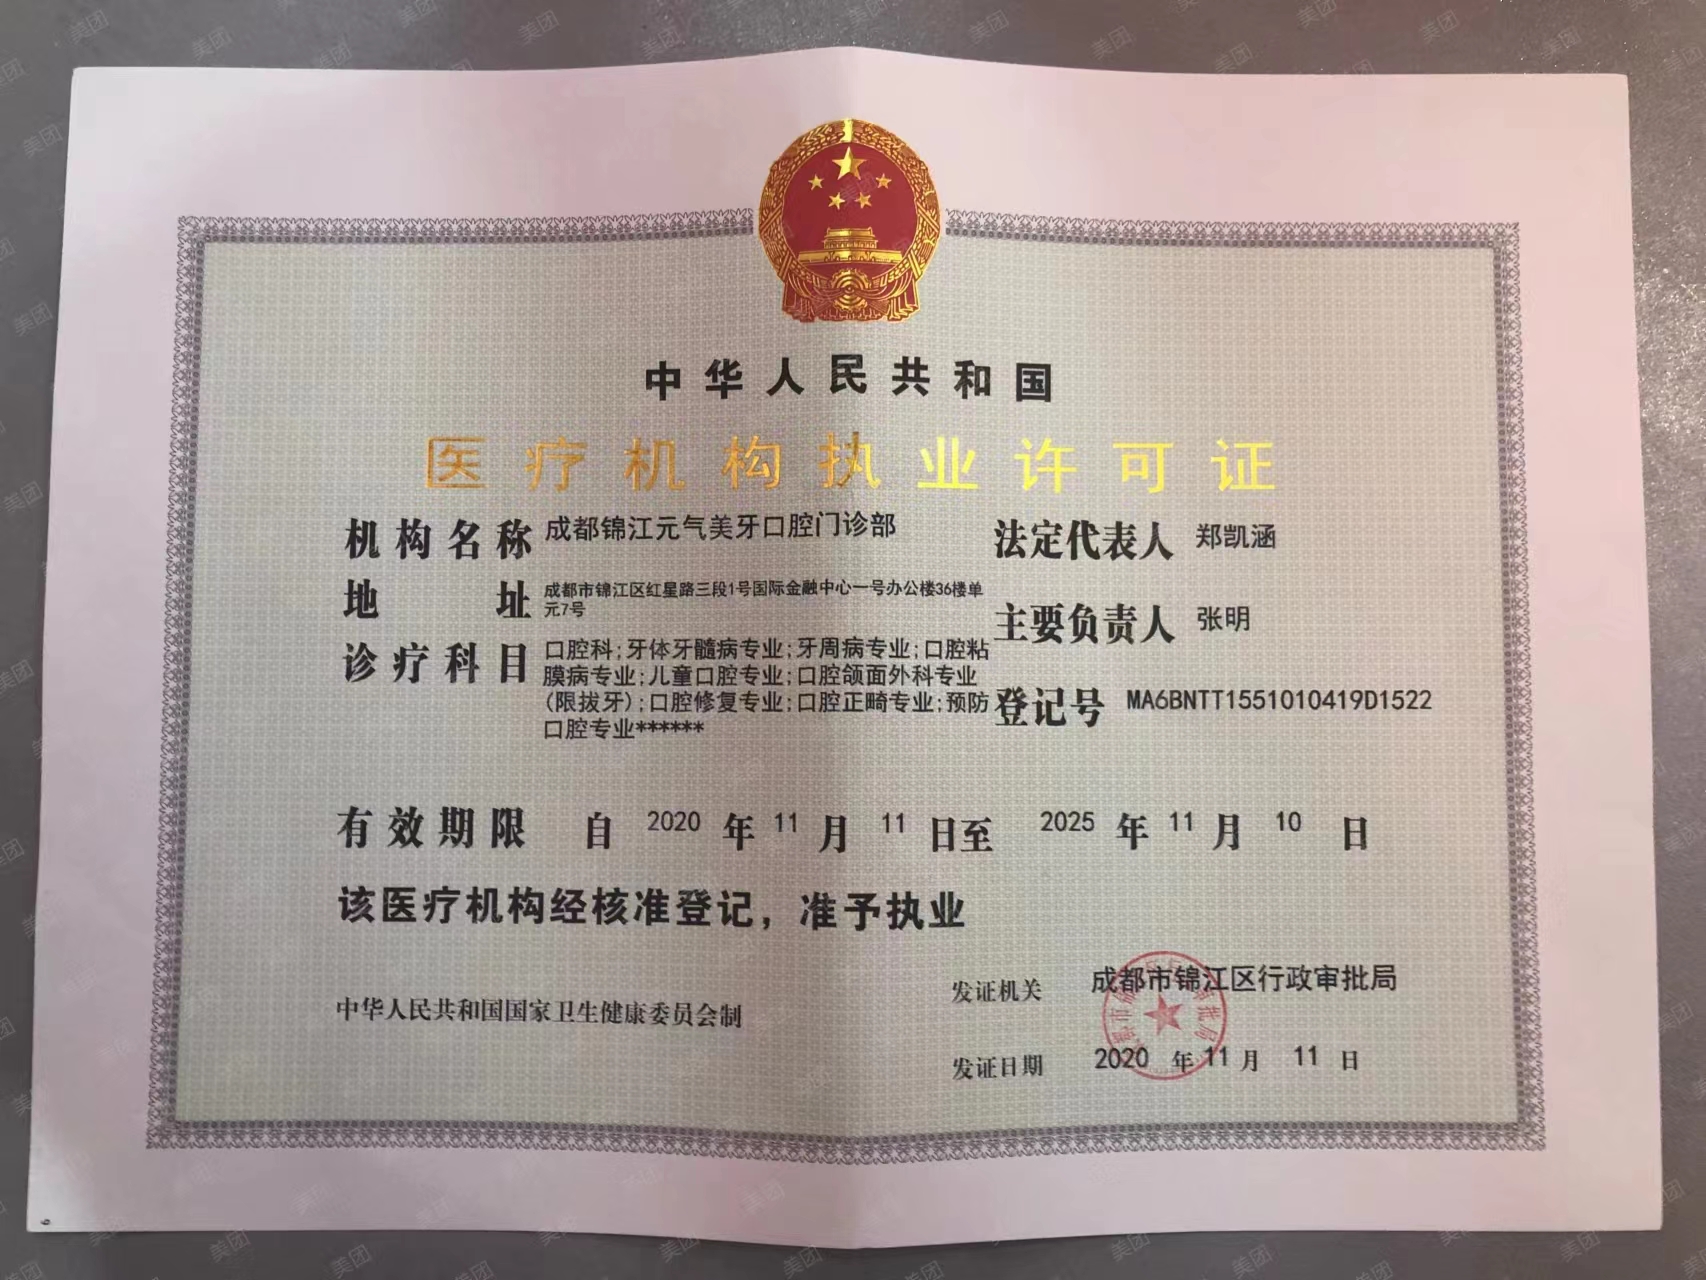 中华人民共和国
医疗机构执业许可证
机构名称 成都锦江元气美牙口腔门诊部
地址 成都市锦江区红星路三段1号国际金融中心一号办公楼36楼单
元7号
诊疗科目 口腔科;牙体牙髓病专业;牙周病专业;口腔粘
膜病专业;儿童口腔专业;口腔颌面外科专业
(限拔牙);口腔修复专业;口腔正畸专业;预防
口腔专业******
法定代表人 郑凯涵
主要负责人 张明
登记号 MA6BNTT1551010419D1522
有效期限 自 2020 年 11 月 11 日至 2025 年 11 月 10 日
该医疗机构经核准登记，准予执业
中华人民共和国国家卫生健康委员会制
发证机关 成都市锦江区行政审批局
发证日期 2020 年 11 月 11 日
美团